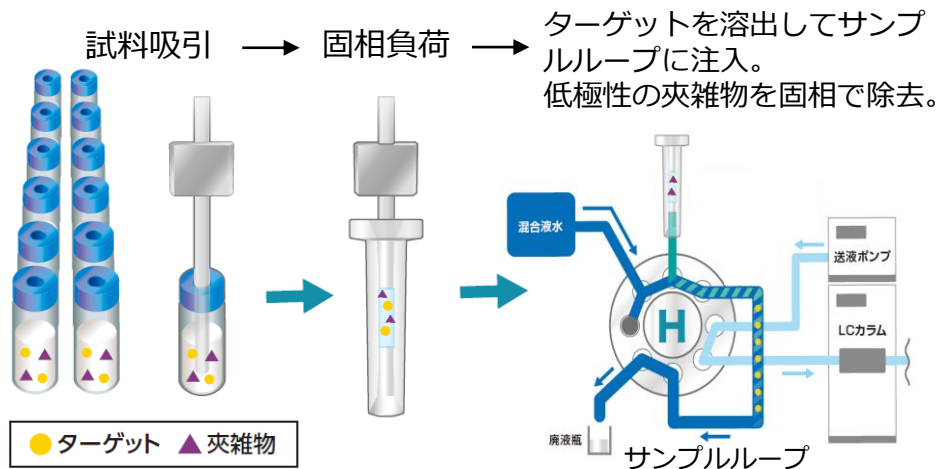 試料吸引
固相負荷
ターゲットを溶出してサンプ
ルループに注入。
低極性の夾雑物を固相で除去。
混合液水
送液ポンプ
LCカラム
H
廃液瓶
サンプルループ
ターゲット 夾雑物